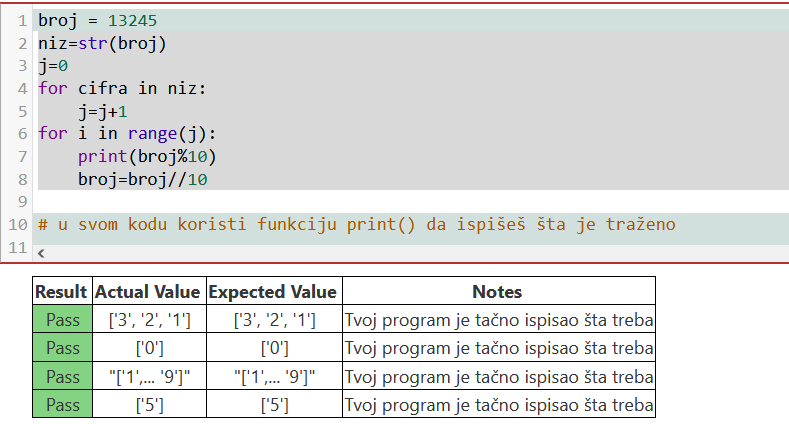 1 broj = 13245
2 niz=str(broj)
3 j=0
4 for cifra in niz:
5     j=j+1
6 for i in range(j):
7     print(broj%10)
8     broj=broj//10
9
10 # u svom kodu koristi funkciju print() da ispišeš šta je traženo
11
Result Actual Value Expected Value Notes
Pass ['3', '2', '1'] ['3', '2', '1'] Tvoj program je tačno ispisao šta treba
Pass ['0'] ['0'] Tvoj program je tačno ispisao šta treba
Pass "['1',... '9']" "['1',... '9']" Tvoj program je tačno ispisao šta treba
Pass ['5'] ['5'] Tvoj program je tačno ispisao šta treba